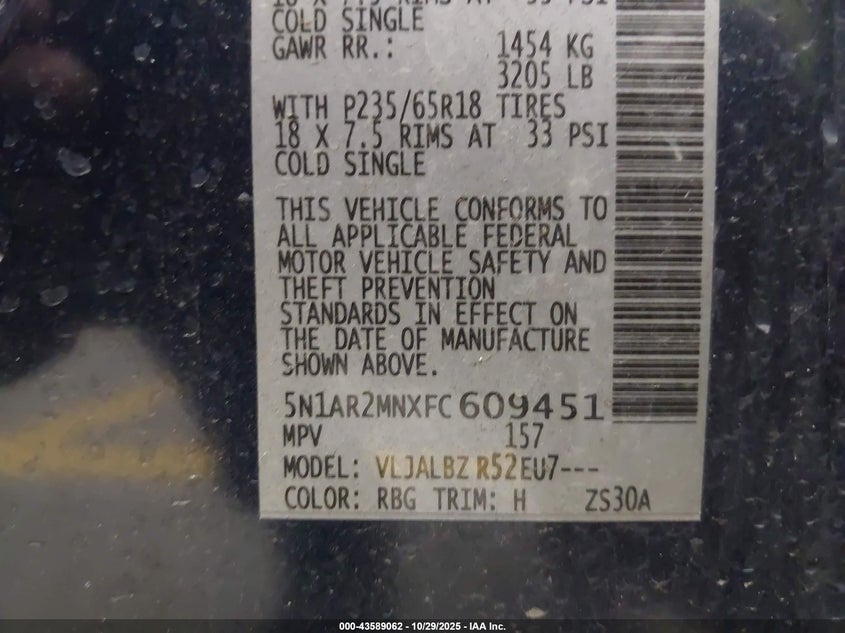 COLD SINGLE
GAWR RR.: 1454 KG
3205 LB
WITH P235/65R18 TIRES
18 X 7.5 RIMS AT 33 PSI
COLD SINGLE
THIS VEHICLE CONFORMS TO
ALL APPLICABLE FEDERAL
MOTOR VEHICLE SAFETY AND
THEFT PREVENTION
STANDARDS IN EFFECT ON
THE DATE OF MANUFACTURE
SHOWN ABOVE.
5N1AR2MNXFC609451
MPV 157
MODEL: VLJALBZ R52EU7---
COLOR: RBG TRIM: H ZS30A
000-43589062 - 10/29/2025 - IAA Inc.